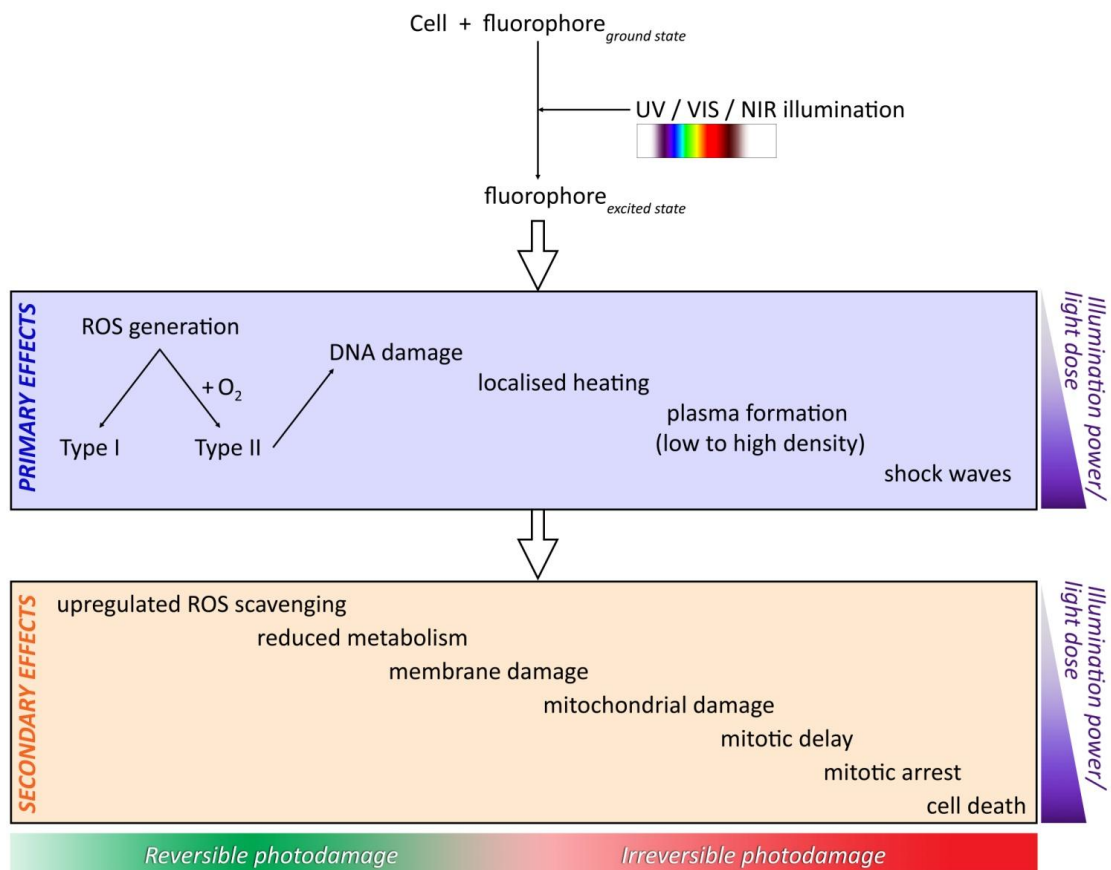 Cell + fluorophore ground state
UV / VIS / NIR illumination
fluorophore excited state
PRIMARY EFFECTS
ROS generation
+ O2
Type I
Type II
DNA damage
localised heating
plasma formation
(low to high density)
shock waves
Illumination power/
light dose
SECONDARY EFFECTS
upregulated ROS scavenging
reduced metabolism
membrane damage
mitochondrial damage
mitotic delay
mitotic arrest
cell death
Illumination power/
light dose
Reversible photodamage
Irreversible photodamage